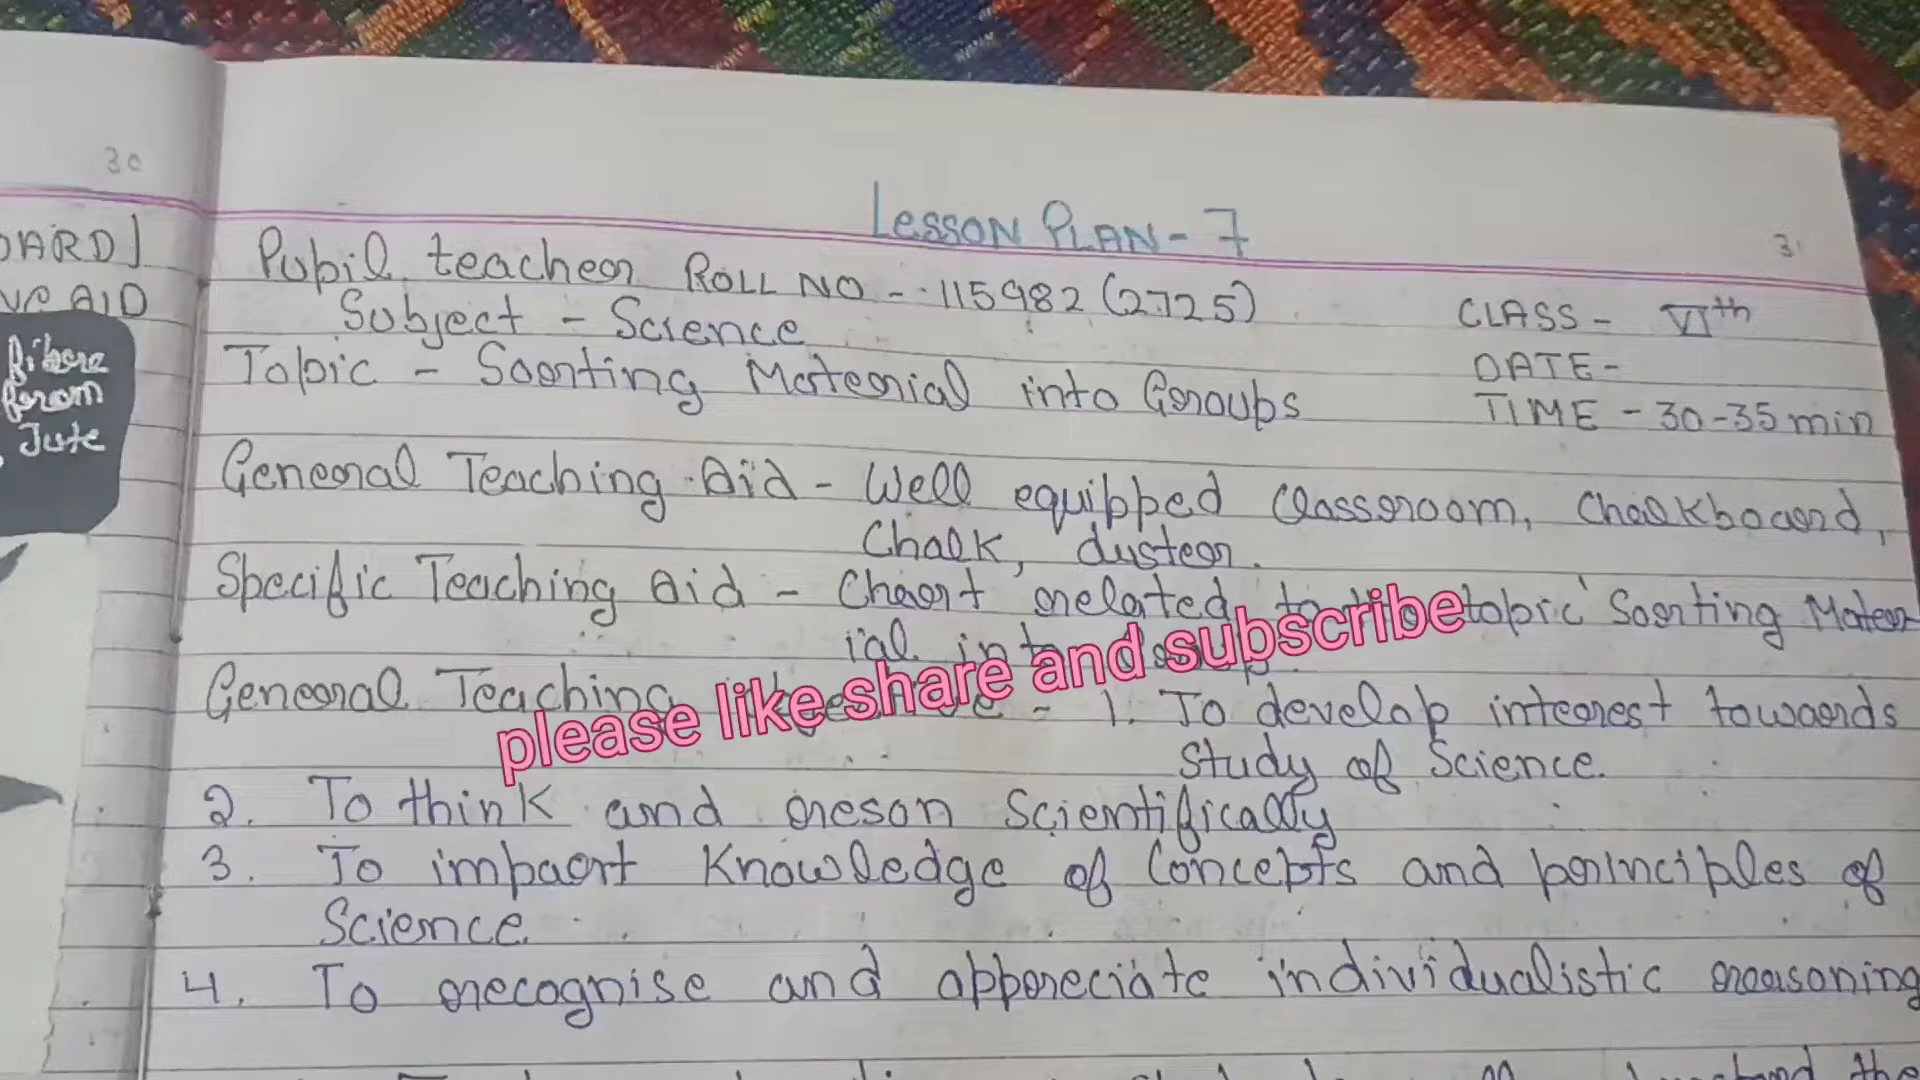 30
OARD]
AID
Fibere
from
Jute
LESSON PLAN - 7
31
Pupil teacher ROLL NO - 115982 (2725)
CLASS - VIth
Subject - Science
DATE -
Topic - Sorting Material into Groups
TIME - 30-35 min
General Teaching Aid - Well equipped Classroom, Chalkboard,
Chalk, duster.
Specific Teaching Aid - Chart related to topic 'Sorting Mater
ial into
please like share and subscribe
General Teaching - 1. To develop interest towards
Study of Science.
2. To think and reson Scientifically
3. To impart Knowledge of Concepts and principles of
Science.
4. To recognise and appreciate individualistic reasoning